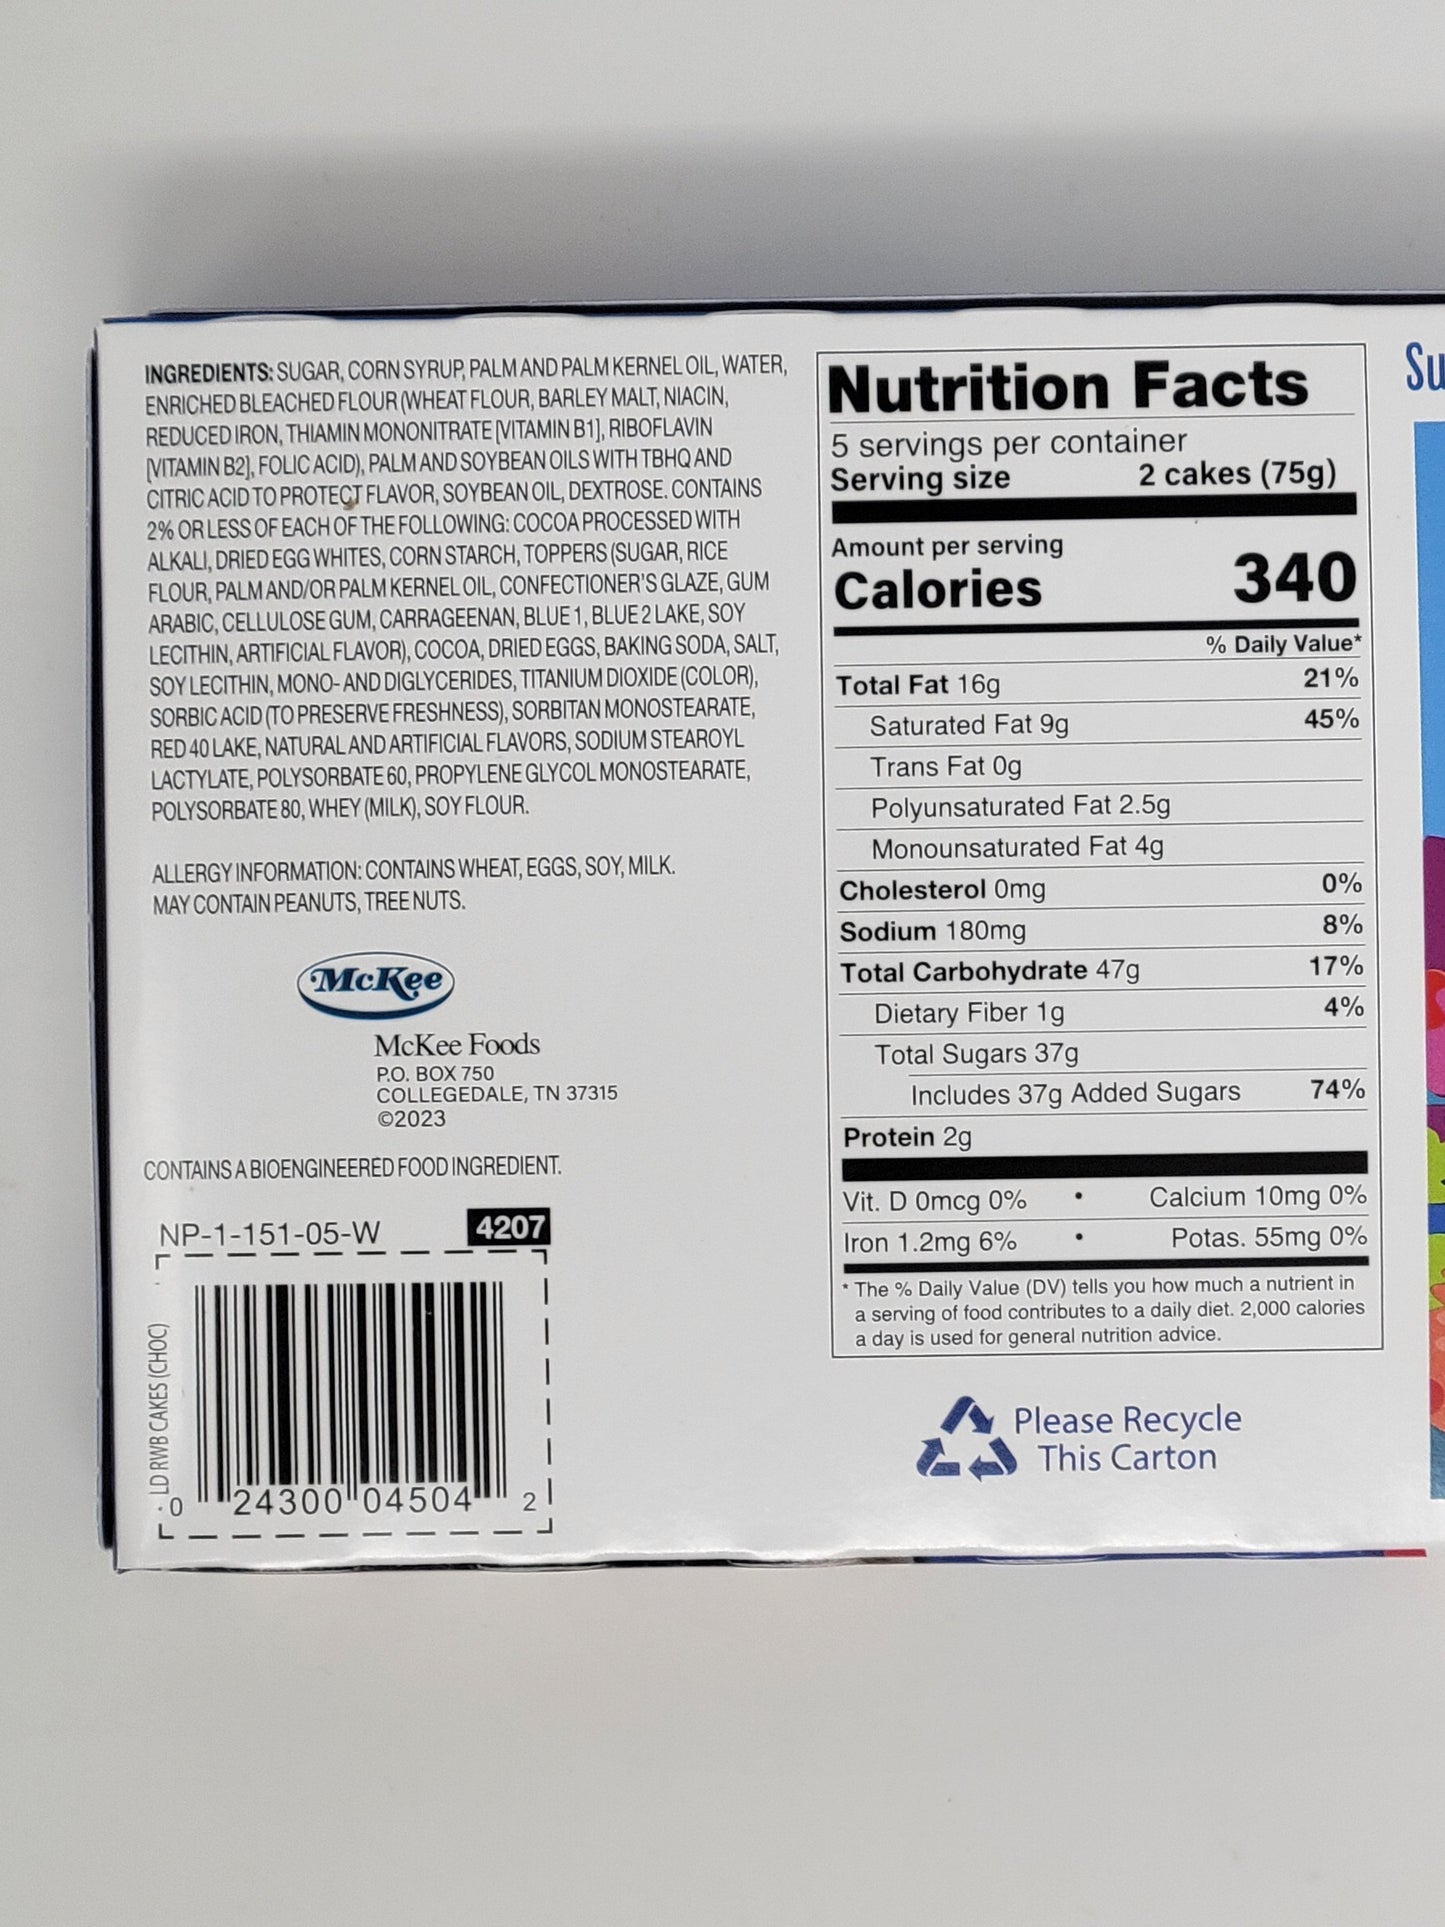 INGREDIENTS: SUGAR, CORN SYRUP, PALM AND PALM KERNEL OIL, WATER,
ENRICHED BLEACHED FLOUR (WHEAT FLOUR, BARLEY MALT, NIACIN,
REDUCED IRON, THIAMIN MONONITRATE [VITAMIN B1], RIBOFLAVIN
[VITAMIN B2], FOLIC ACID), PALM AND SOYBEAN OILS WITH TBHQ AND
CITRIC ACID TO PROTECT FLAVOR, SOYBEAN OIL, DEXTROSE. CONTAINS
2% OR LESS OF EACH OF THE FOLLOWING: COCOA PROCESSED WITH
ALKALI, DRIED EGG WHITES, CORN STARCH, TOPPERS (SUGAR, RICE
FLOUR, PALM AND/OR PALM KERNEL OIL, CONFECTIONER'S GLAZE, GUM
ARABIC, CELLULOSE GUM, CARRAGEENAN, BLUE 1, BLUE 2 LAKE, SOY
LECITHIN, ARTIFICIAL FLAVOR), COCOA, DRIED EGGS, BAKING SODA, SALT,
SOY LECITHIN, MONO- AND DIGLYCERIDES, TITANIUM DIOXIDE (COLOR),
SORBIC ACID (TO PRESERVE FRESHNESS), SORBITAN MONOSTEARATE,
RED 40 LAKE, NATURAL AND ARTIFICIAL FLAVORS, SODIUM STEAROYL
LACTYLATE, POLYSORBATE 60, PROPYLENE GLYCOL MONOSTEARATE,
POLYSORBATE 80, WHEY (MILK), SOY FLOUR.
ALLERGY INFORMATION: CONTAINS WHEAT, EGGS, SOY, MILK.
MAY CONTAIN PEANUTS, TREE NUTS.
McKee
McKee Foods
P.O. BOX 750
COLLEGEDALE, TN 37315
©2023
CONTAINS A BIOENGINEERED FOOD INGREDIENT.
NP-1-151-05-W 4207
LD RWB CAKES (CHOC)
0 24300 04504 2
Nutrition Facts
5 servings per container
Serving size 2 cakes (75g)
Amount per serving
Calories 340
% Daily Value*
Total Fat 16g 21%
Saturated Fat 9g 45%
Trans Fat 0g
Polyunsaturated Fat 2.5g
Monounsaturated Fat 4g
Cholesterol 0mg 0%
Sodium 180mg 8%
Total Carbohydrate 47g 17%
Dietary Fiber 1g 4%
Total Sugars 37g
Includes 37g Added Sugars 74%
Protein 2g
Vit. D 0mcg 0% • Calcium 10mg 0%
Iron 1.2mg 6% • Potas. 55mg 0%
* The % Daily Value (DV) tells you how much a nutrient in
a serving of food contributes to a daily diet. 2,000 calories
a day is used for general nutrition advice.
Please Recycle
This Carton